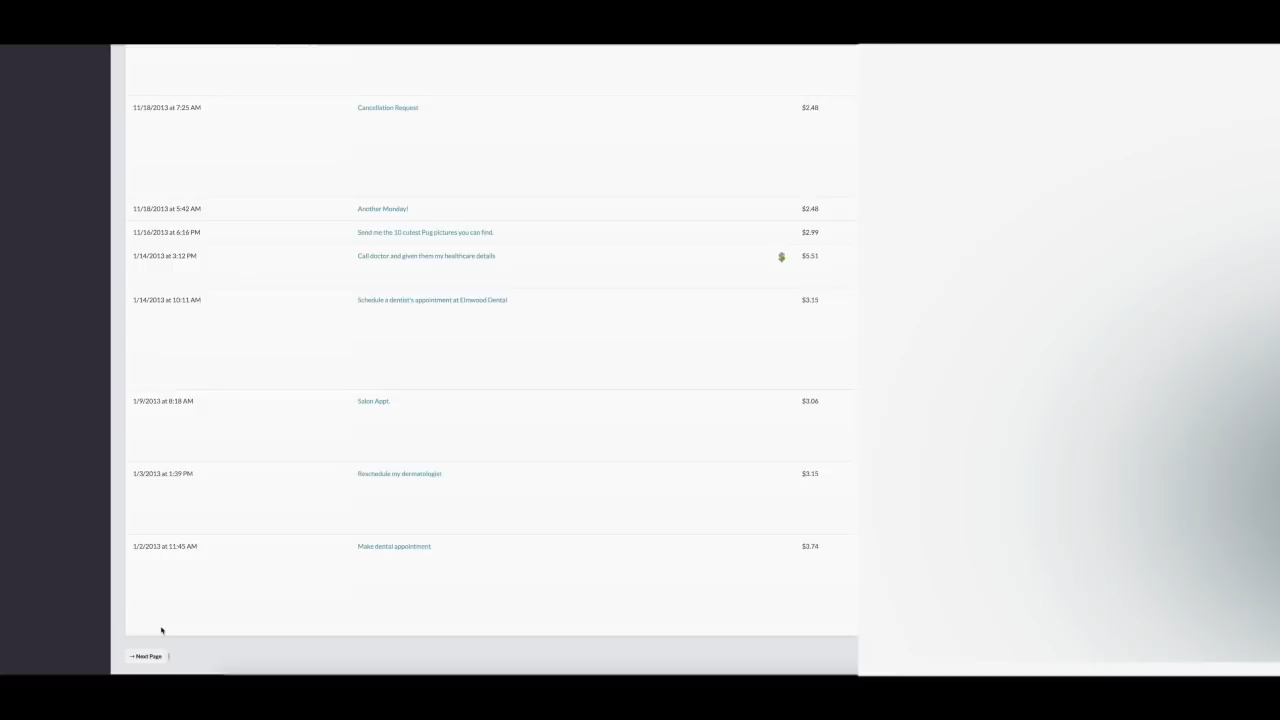 11/18/2013 at 7:25 AM Cancellation Request $2.48
11/18/2013 at 5:42 AM Another Monday! $2.48
11/16/2013 at 6:16 PM Send me the 10 cutest Pug pictures you can find. $2.99
1/14/2013 at 3:12 PM Call doctor and given them my healthcare details $5.51
1/14/2013 at 10:11 AM Schedule a dentist's appointment at Elmwood Dental $3.15
1/9/2013 at 8:18 AM Salon Appt. $3.06
1/3/2013 at 1:39 PM Reschedule my dermatologist $3.15
1/2/2013 at 11:45 AM Make dental appointment $3.74
→ Next Page